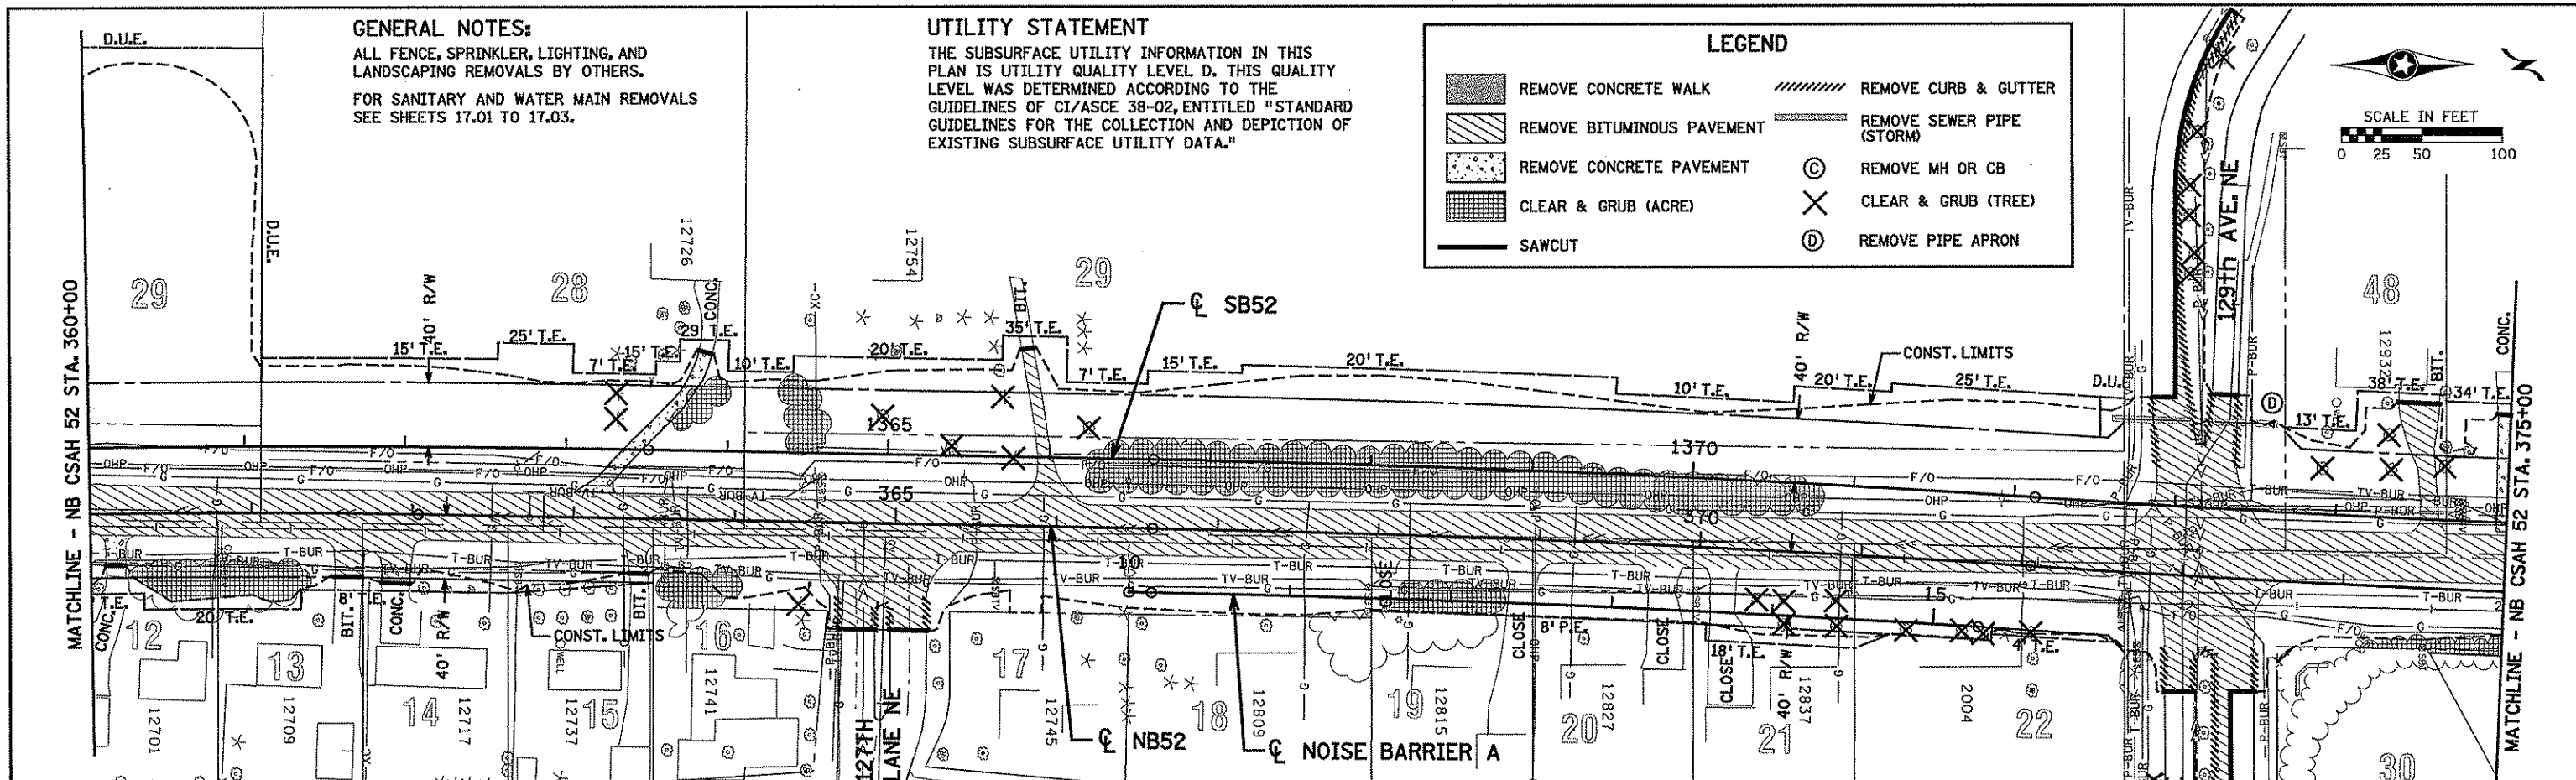 GENERAL NOTES:
ALL FENCE, SPRINKLER, LIGHTING, AND
LANDSCAPING REMOVALS BY OTHERS.
FOR SANITARY AND WATER MAIN REMOVALS
SEE SHEETS 17.01 TO 17.03.
UTILITY STATEMENT
THE SUBSURFACE UTILITY INFORMATION IN THIS
PLAN IS UTILITY QUALITY LEVEL D. THIS QUALITY
LEVEL WAS DETERMINED ACCORDING TO THE
GUIDELINES OF CI/ASCE 38-02, ENTITLED "STANDARD
GUIDELINES FOR THE COLLECTION AND DEPICTION OF
EXISTING SUBSURFACE UTILITY DATA."
LEGEND
REMOVE CONCRETE WALK
REMOVE BITUMINOUS PAVEMENT
REMOVE CONCRETE PAVEMENT
CLEAR & GRUB (ACRE)
SAWCUT
REMOVE CURB & GUTTER
REMOVE SEWER PIPE
(STORM)
C REMOVE MH OR CB
CLEAR & GRUB (TREE)
D REMOVE PIPE APRON
SCALE IN FEET
0 25 50 100
D.U.E.
D.U.E.
MATCHLINE - NB CSAH 52 STA. 360+00
29
28
12726
12754
29
CONC.
BIT.
40' R/W
15' T.E.
25' T.E.
7' T.E.
15' T.E.
29' T.E.
10' T.E.
20' T.E.
35' T.E.
7' T.E.
15' T.E.
20' T.E.
10' T.E.
40' R/W
20' T.E.
25' T.E.
CONST. LIMITS
D.U.
℄ SB52
129th AVE. NE
48
12932
BIT.
CONC.
38' T.E.
34' T.E.
13' T.E.
D
MATCHLINE - NB CSAH 52 STA. 375+00
1365
1370
365
370
F/O
OHP
G
T-BUR
TV-BUR
P-BUR
10
15
CONC.
20' T.E.
8' T.E.
BIT.
CONC.
40' R/W
CONST. LIMITS
BIT.
12
13
14
15
16
17
18
19
20
21
22
30
12701
12709
12717
12737
12741
12745
12809
12815
12827
12837
2004
127TH
LANE NE
℄ NB52
℄ NOISE BARRIER A
CLOSE
CLOSE
CLOSE
CLOSE
8' P.E.
18' T.E.
40' R/W
4' T.E.